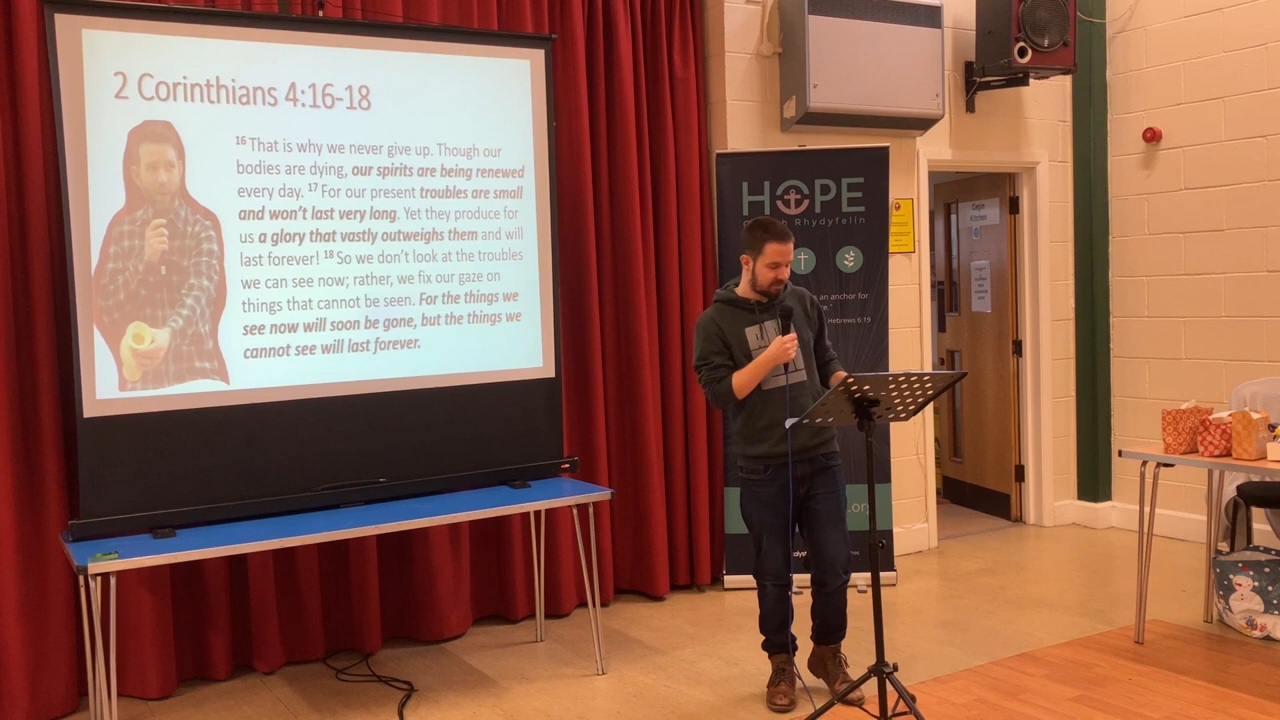 2 Corinthians 4:16-18
16 That is why we never give up. Though our
bodies are dying, our spirits are being renewed
every day. 17 For our present troubles are small
and won't last very long. Yet they produce for
us a glory that vastly outweighs them and will
last forever! 18 So we don't look at the troubles
we can see now; rather, we fix our gaze on
things that cannot be seen. For the things we
see now will soon be gone, but the things we
cannot see will last forever.
HOPE
Rhydyfelin
an anchor for
Hebrews 6:19
.org